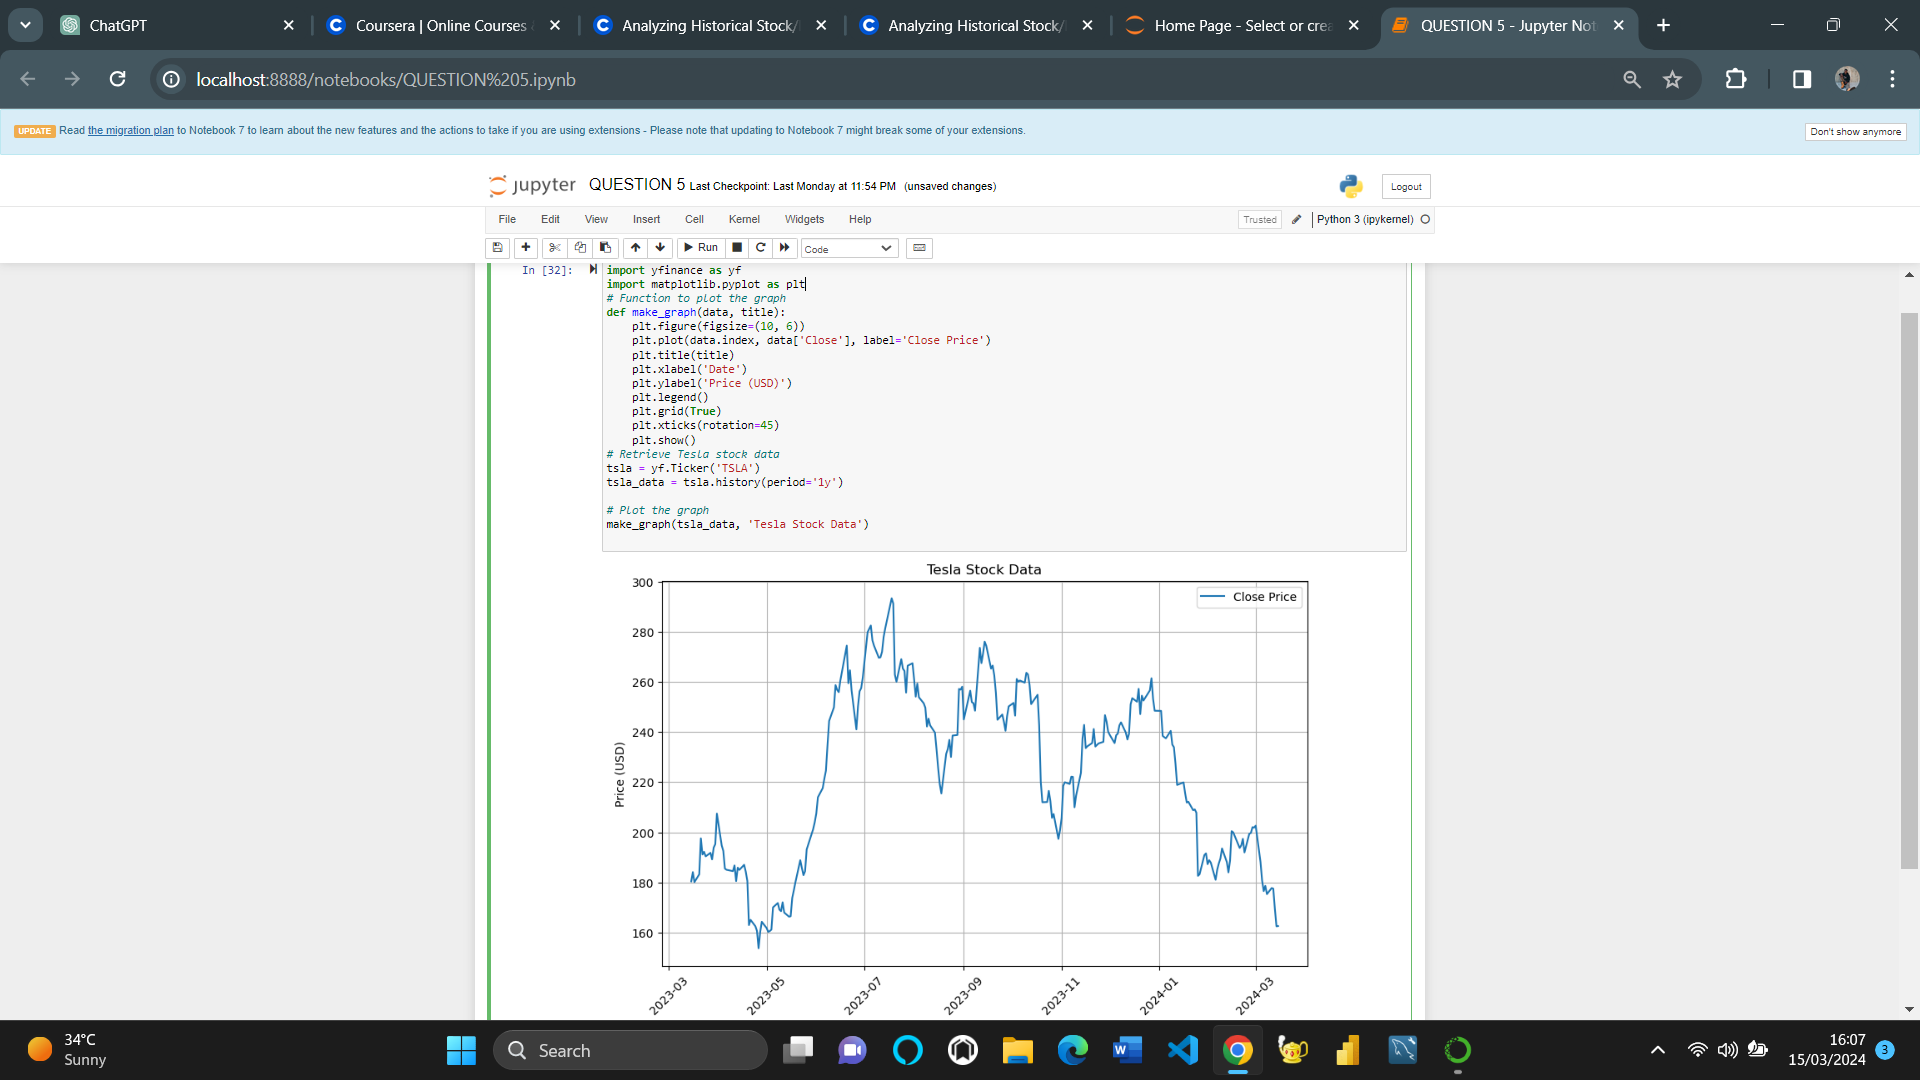 ChatGPT
Coursera | Online Courses
Analyzing Historical Stock/
Analyzing Historical Stock/
Home Page - Select or crea
QUESTION 5 - Jupyter Not
localhost:8888/notebooks/QUESTION%205.ipynb
UPDATE Read the migration plan to Notebook 7 to learn about the new features and the actions to take if you are using extensions - Please note that updating to Notebook 7 might break some of your extensions.
Don't show anymore
jupyter QUESTION 5 Last Checkpoint: Last Monday at 11:54 PM (unsaved changes)
Logout
File Edit View Insert Cell Kernel Widgets Help
Trusted Python 3 (ipykernel)
Run Code
In [32]:
import yfinance as yf
import matplotlib.pyplot as plt
# Function to plot the graph
def make_graph(data, title):
    plt.figure(figsize=(10, 6))
    plt.plot(data.index, data['Close'], label='Close Price')
    plt.title(title)
    plt.xlabel('Date')
    plt.ylabel('Price (USD)')
    plt.legend()
    plt.grid(True)
    plt.xticks(rotation=45)
    plt.show()
# Retrieve Tesla stock data
tsla = yf.Ticker('TSLA')
tsla_data = tsla.history(period='1y')
# Plot the graph
make_graph(tsla_data, 'Tesla Stock Data')
Tesla Stock Data
Close Price
300
280
260
240
220
200
180
160
Price (USD)
2023-03 2023-05 2023-07 2023-09 2023-11 2024-01 2024-03
34°C
Sunny
Search
16:07
15/03/2024
3